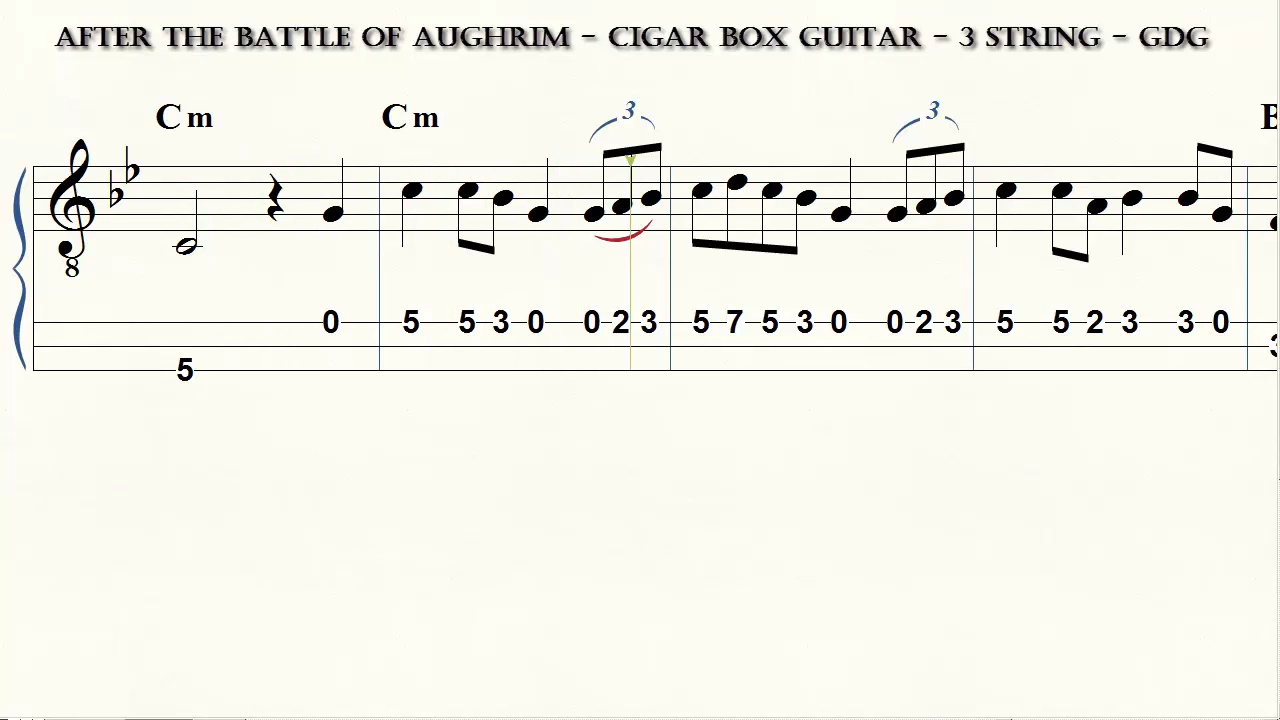 AFTER THE BATTLE OF AUGHRIM - CIGAR BOX GUITAR - 3 STRING - GDG
Cm Cm 3 3
8
0 5 5 3 0 0 2 3 5 7 5 3 0 0 2 3 5 5 2 3 3 0
5